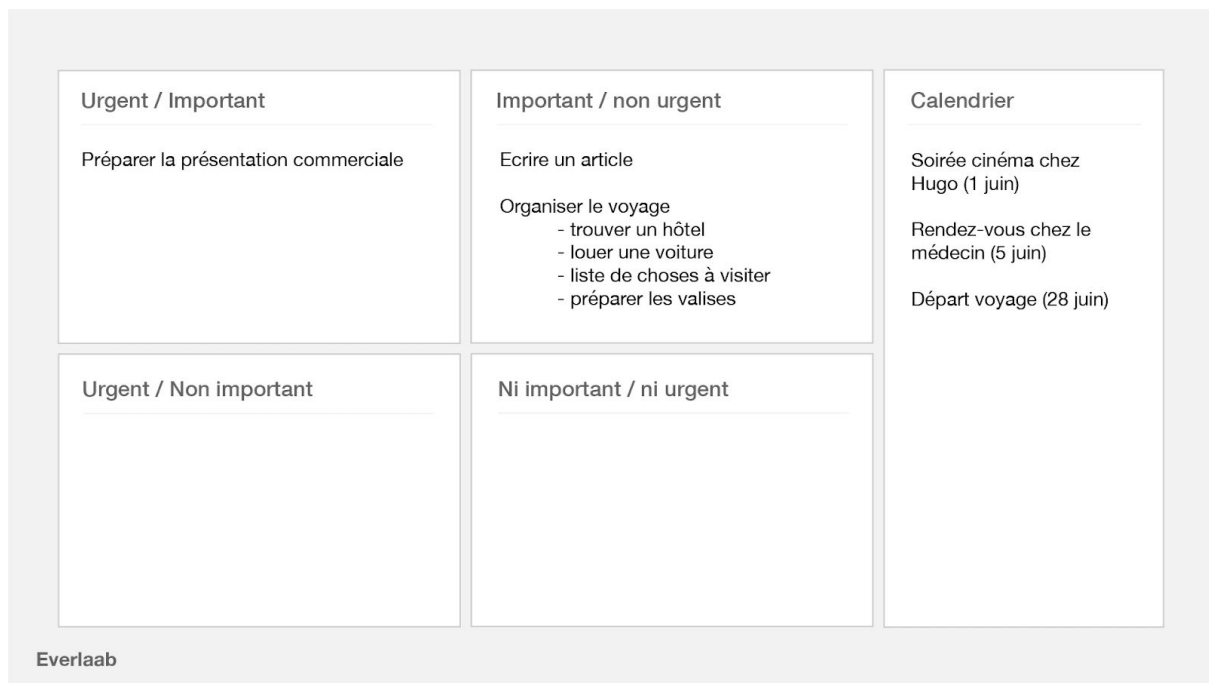 Urgent / Important
Préparer la présentation commerciale
Important / non urgent
Ecrire un article
Organiser le voyage
- trouver un hôtel
- louer une voiture
- liste de choses à visiter
- préparer les valises
Calendrier
Soirée cinéma chez
Hugo (1 juin)
Rendez-vous chez le
médecin (5 juin)
Départ voyage (28 juin)
Urgent / Non important
Ni important / ni urgent
Everlaab